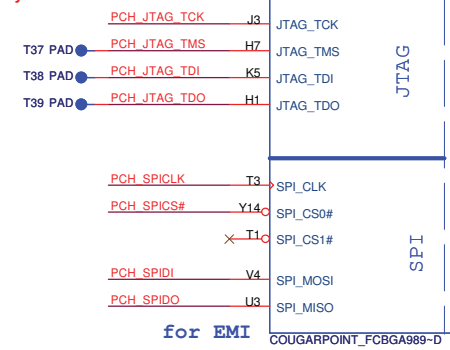 PCH_JTAG_TCK J3 JTAG_TCK
T37 PAD PCH_JTAG_TMS H7 JTAG_TMS
T38 PAD PCH_JTAG_TDI K5 JTAG_TDI
T39 PAD PCH_JTAG_TDO H1 JTAG_TDO
JTAG
PCH_SPICLK T3 SPI_CLK
PCH_SPICS# Y14 SPI_CS0#
T1 SPI_CS1#
SPI
PCH_SPIDI V4 SPI_MOSI
PCH_SPIDO U3 SPI_MISO
for EMI
COUGARPOINT_FCBGA989~D